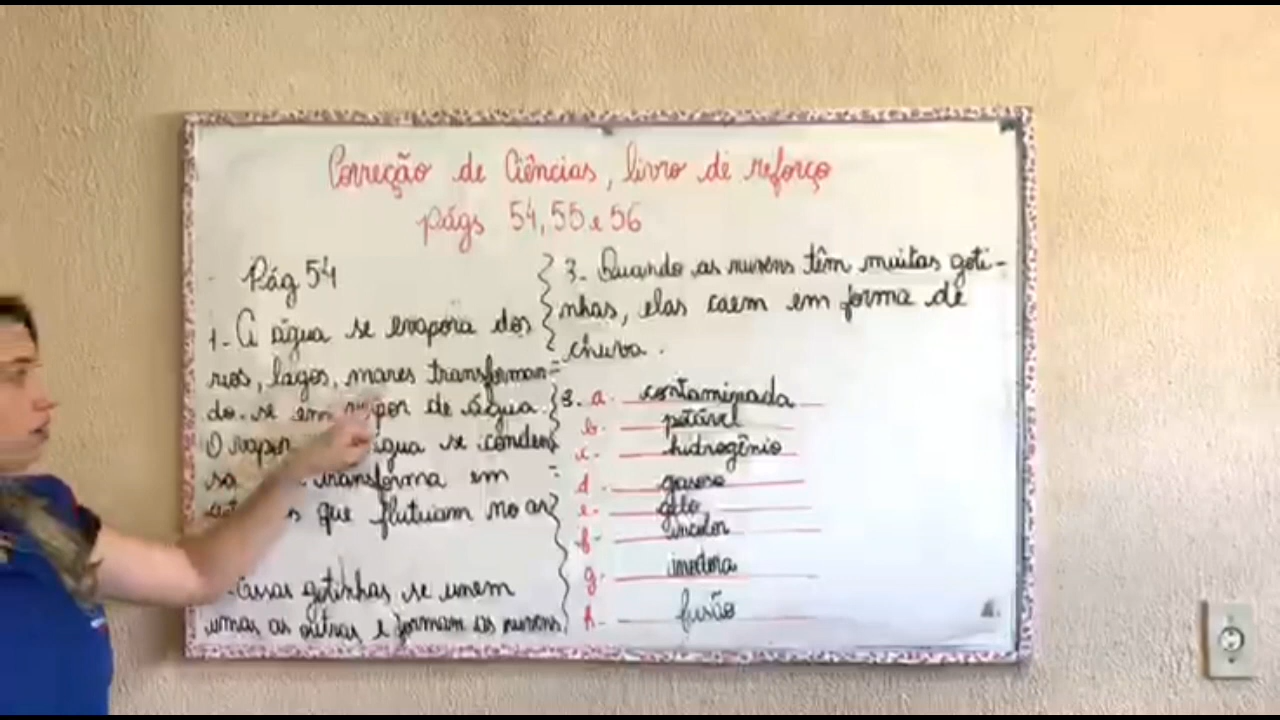 Correção de Ciências, livro de reforço
págs 54, 55 e 56
Pág 54
1- A água se evapora dos
rios, lagos, mares transforman=
do-se em vapor de água.
O vapor água se conden
sa transforma em
que flutuam no ar
Essas gotinhas se unem
umas as outras e formam as nuvens.
3- Quando as nuvens têm muitas goti-
nhas, elas caem em forma de
chuva.
3. a. contaminada
b. potável
c. hidrogênio
d. gasoso
e. gelo
f. incolor
g. inodora
h. fusão